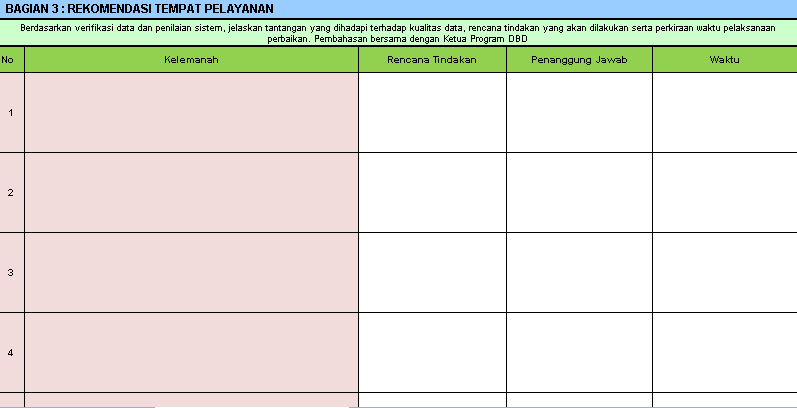 BAGIAN 3 : REKOMENDASI TEMPAT PELAYANAN
Berdasarkan verifikasi data dan penilaian sistem, jelaskan tantangan yang dihadapi terhadap kualitas data, rencana tindakan yang akan dilakukan serta perkiraan waktu pelaksanaan
perbaikan. Pembahasan bersama dengan Ketua Program DBD
No Kelemanah Rencana Tindakan Penanggung Jawab Waktu
1
2
3
4